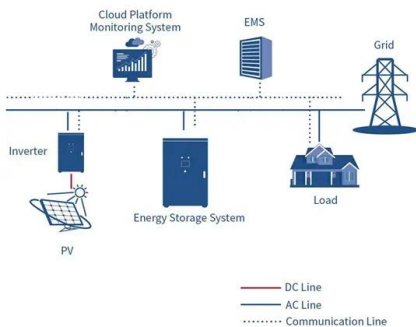 Cloud Platform
Monitoring System
EMS
Grid
Inverter
Energy Storage System
Load
PV
DC Line
AC Line
Communication Line